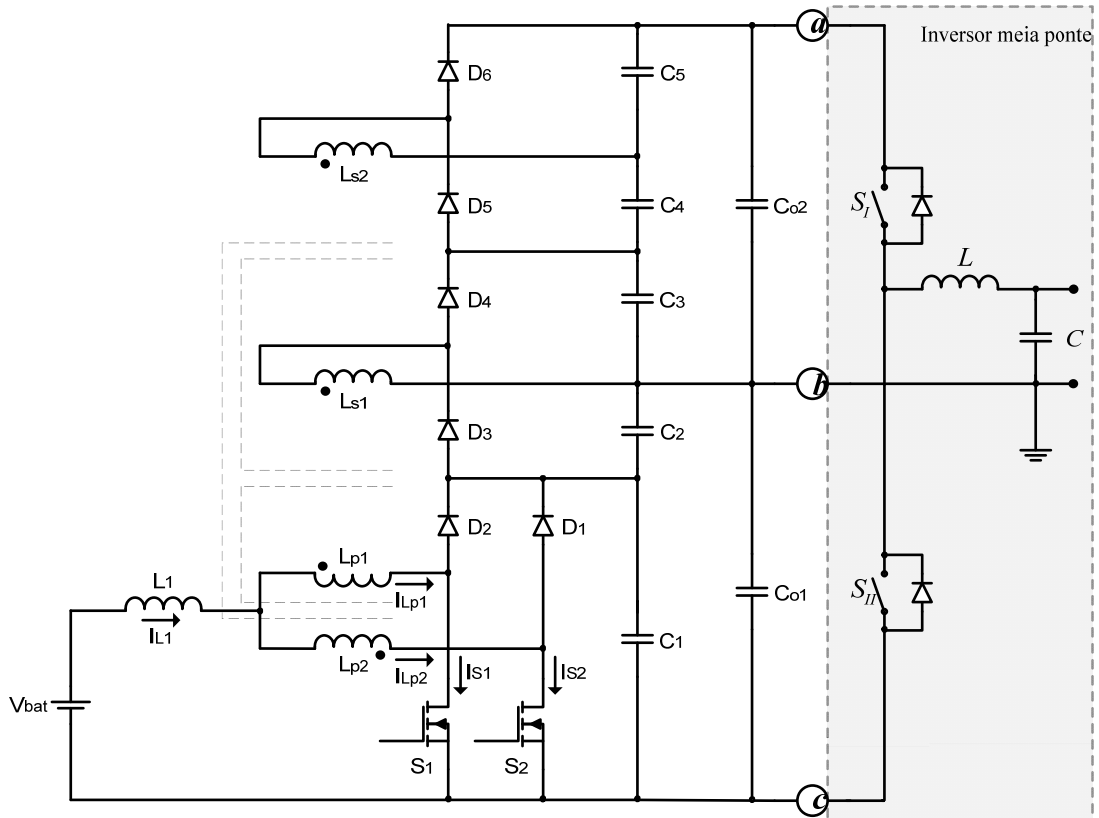 a
Inversor meia ponte
D6
C5
Ls2
D5
C4
Co2
SI
L
D4
C3
C
Ls1
b
D3
C2
D2
D1
Lp1
L1
ILp1
SII
Co1
IL1
C1
Lp2
ILp2
IS1
IS2
Vbat
S1
S2
c